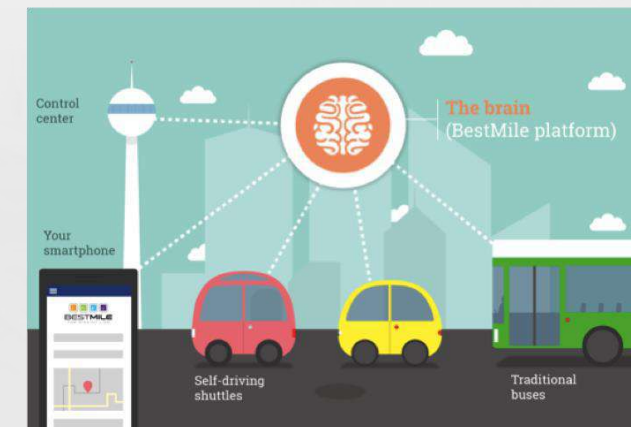 Control
center
The brain
(BestMile platform)
Your
smartphone
BESTMILE
Self-driving
shuttles
Traditional
buses